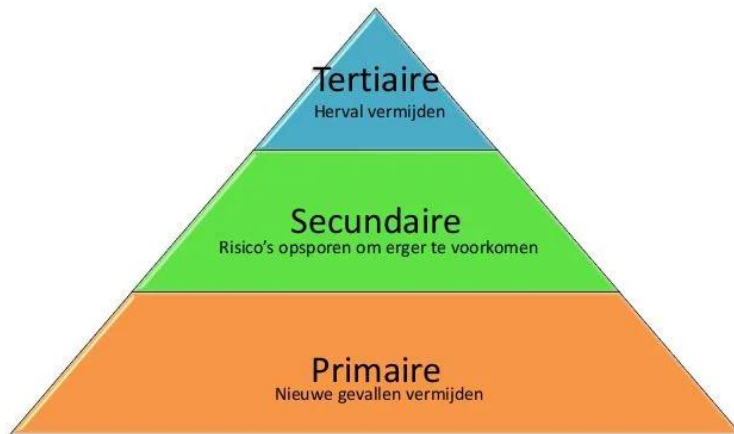 Tertiaire
Herval vermijden
Secundaire
Risico's opsporen om erger te voorkomen
Primaire
Nieuwe gevallen vermijden